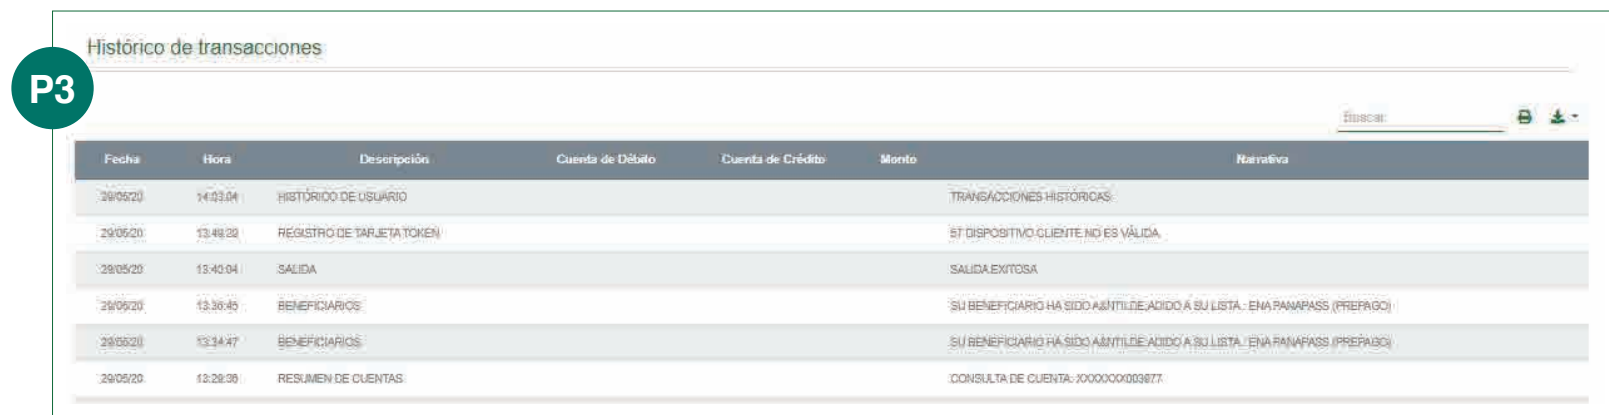 Histórico de transacciones
P3
Buscar
Fecha Hora Descripción Cuenta de Débito Cuenta de Crédito Monto Narrativa
29/05/20 14:03:04 HISTÓRICO DE USUARIO TRANSACCIONES HISTÓRICAS
29/05/20 13:49:29 REGISTRO DE TARJETA TOKEN 57 DISPOSITIVO CLIENTE NO ES VÁLIDA.
29/05/20 13:40:04 SALIDA SALIDA EXITOSA
29/05/20 13:36:45 BENEFICIARIOS SU BENEFICIARIO HA SIDO A&NTILDE;ADIDO A SU LISTA.: ENA PANAPASS (PREPAGO)
29/05/20 13:34:47 BENEFICIARIOS SU BENEFICIARIO HA SIDO A&NTILDE;ADIDO A SU LISTA.: ENA PANAPASS (PREPAGO)
29/05/20 13:29:36 RESUMEN DE CUENTAS CONSULTA DE CUENTA: